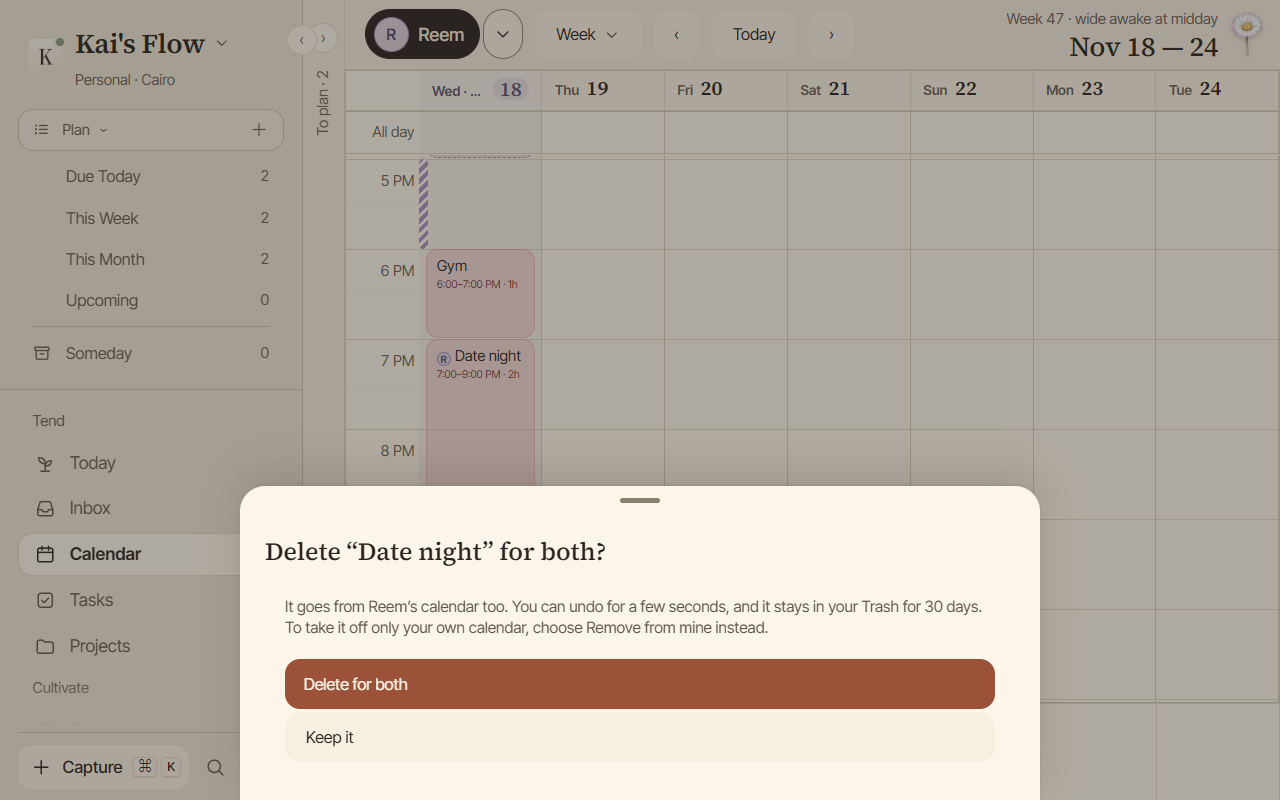 K
Kai's Flow
Personal · Cairo
Plan
Due Today 2
This Week 2
This Month 2
Upcoming 0
Someday 0
Tend
Today
Inbox
Calendar
Tasks
Projects
Cultivate
Capture ⌘ K
‹ ›
To plan · 2
R Reem
Week
‹
Today
›
Week 47 · wide awake at midday
Nov 18 — 24
Wed · ... 18
Thu 19
Fri 20
Sat 21
Sun 22
Mon 23
Tue 24
All day
5 PM
6 PM
Gym
6:00–7:00 PM · 1h
7 PM
R Date night
7:00–9:00 PM · 2h
8 PM
Delete “Date night” for both?
It goes from Reem’s calendar too. You can undo for a few seconds, and it stays in your Trash for 30 days.
To take it off only your own calendar, choose Remove from mine instead.
Delete for both
Keep it